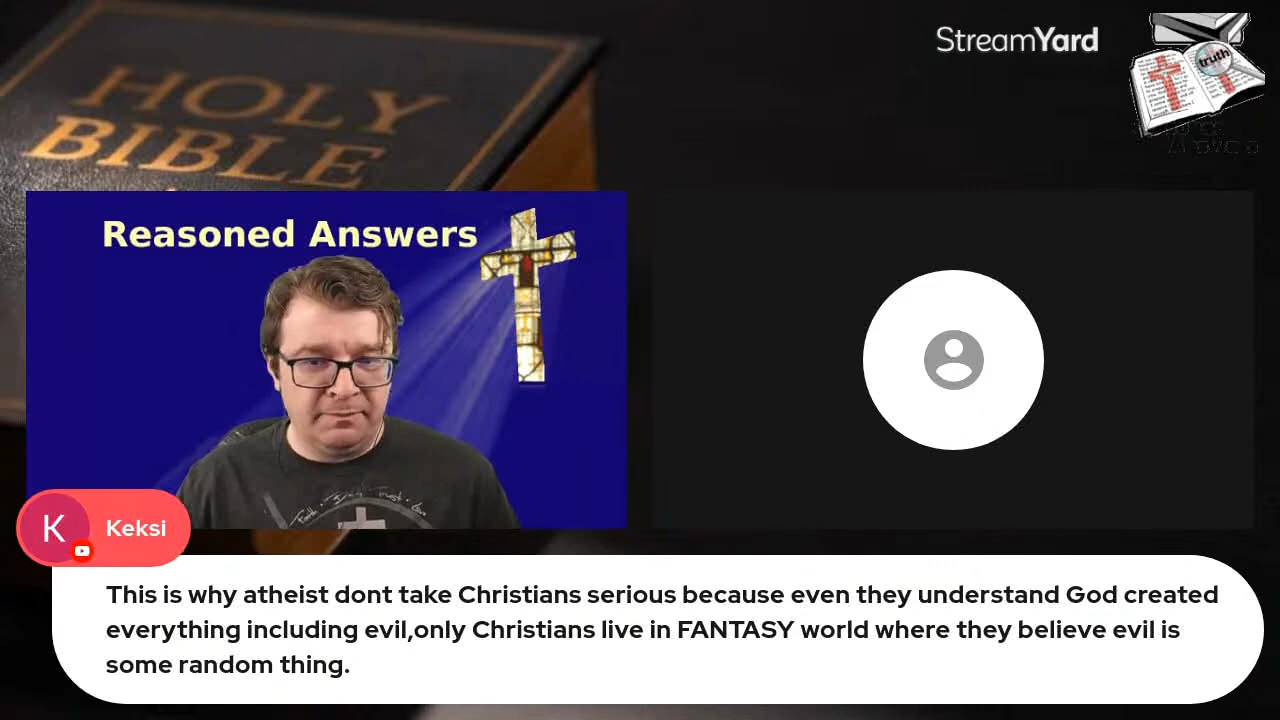 StreamYard
HOLY
BIBLE
truth
Reasoned Answers
K
Keksi
This is why atheist dont take Christians serious because even they understand God created
everything including evil,only Christians live in FANTASY world where they believe evil is
some random thing.